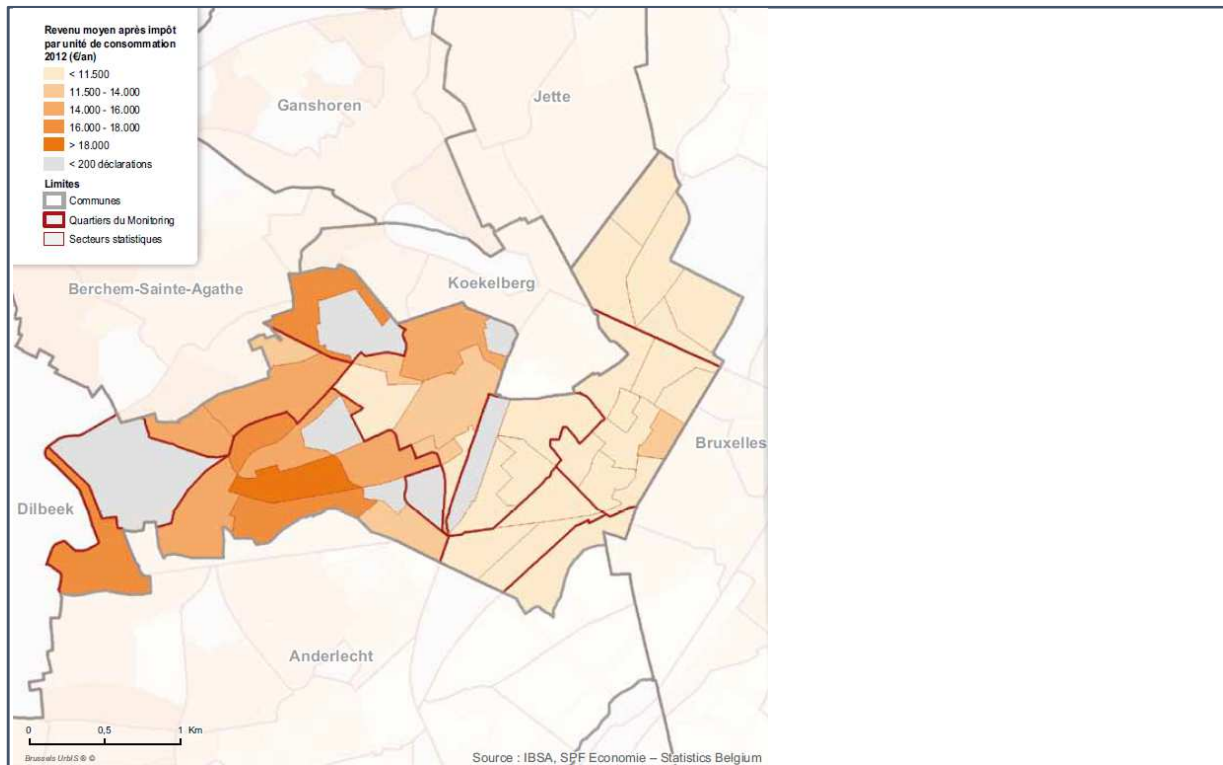 Revenu moyen après impôt
par unité de consommation
2012 (€/an)
< 11.500
11.500 - 14.000
14.000 - 16.000
16.000 - 18.000
> 18.000
< 200 déclarations
Limites
Communes
Quartiers du Monitoring
Secteurs statistiques
Ganshoren
Jette
Berchem-Sainte-Agathe
Koekelberg
Bruxelles
Dilbeek
Anderlecht
0 0,5 1 Km
Brussels UrbIS ® ©
Source : IBSA, SPF Economie – Statistics Belgium